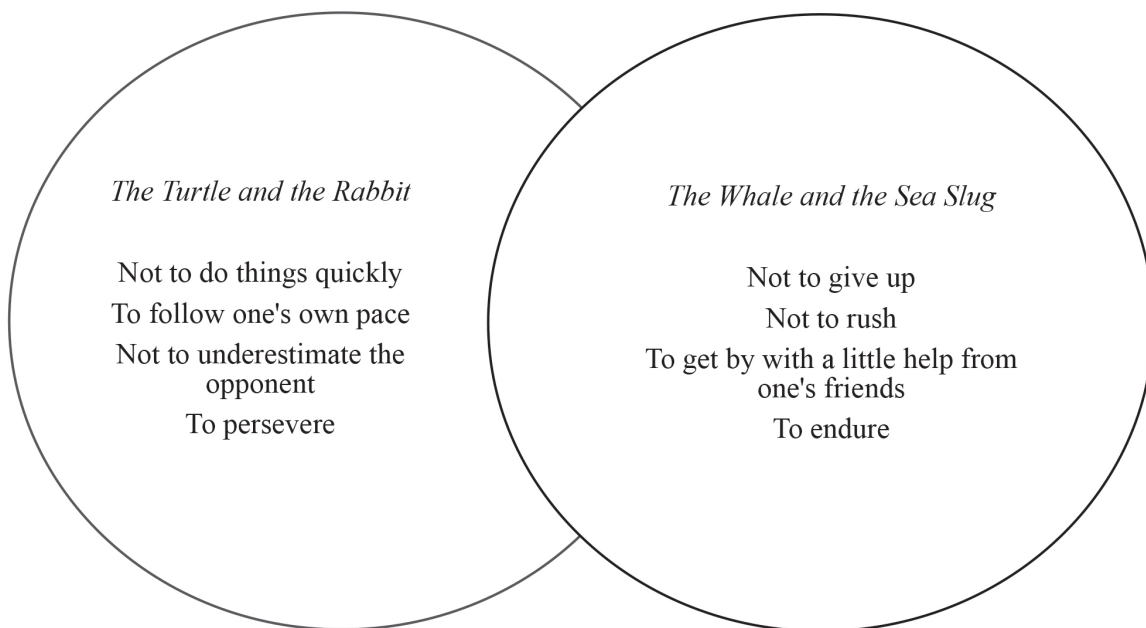 The Turtle and the Rabbit
Not to do things quickly
To follow one's own pace
Not to underestimate the
opponent
To persevere
The Whale and the Sea Slug
Not to give up
Not to rush
To get by with a little help from
one's friends
To endure